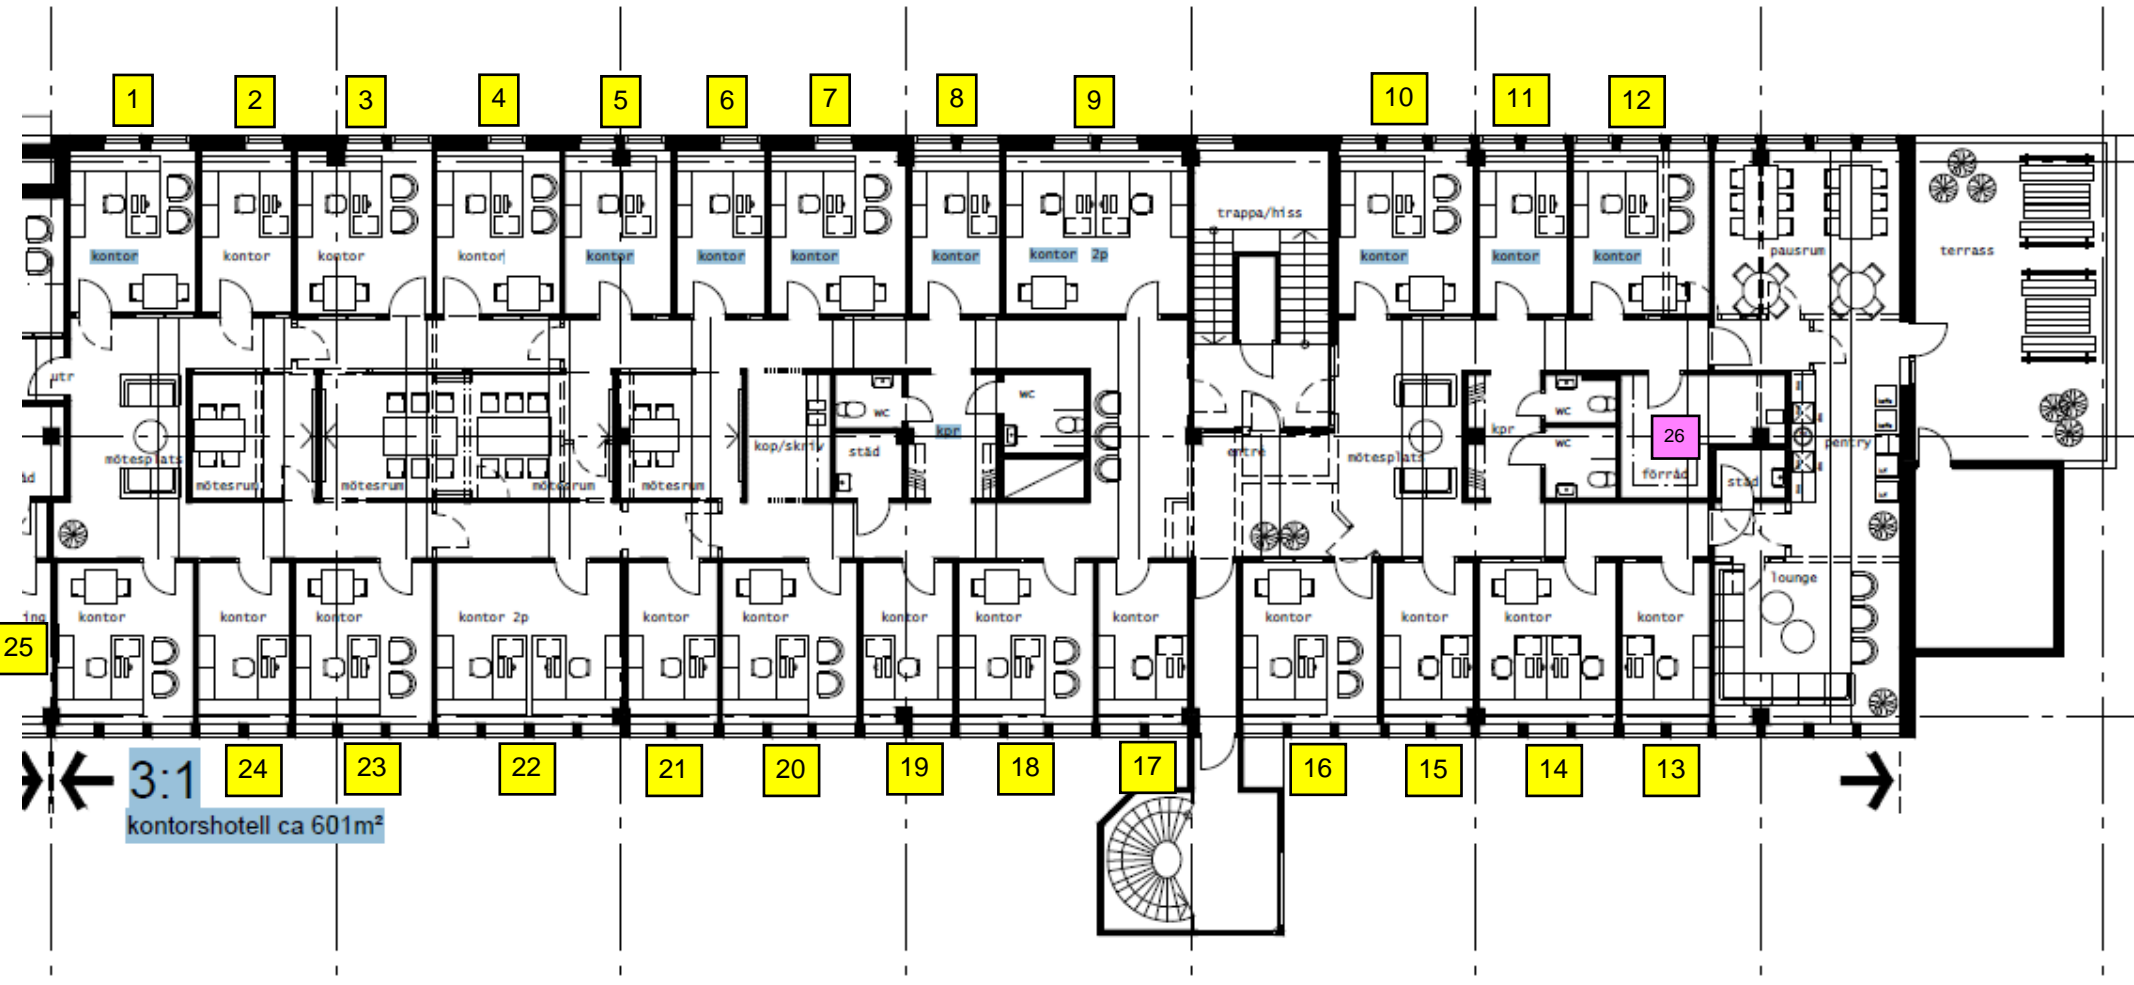 1 2 3 4 5 6 7 8 9 10 11 12
trappa/hiss
kontor kontor kontor kontor kontor kontor kontor kontor kontor 2p kontor kontor kontor pausrum terrass
utr
wc wc
wc
26
mötesplats mötesrum mötesrum mötesrum mötesrum kop/skriv städ kpr entre mötesplats kpr wc förråd städ pentry
äd
lounge
ing kontor kontor kontor kontor 2p kontor kontor kontor kontor kontor kontor kontor kontor kontor
25
24 23 22 21 20 19 18 17 16 15 14 13
3:1
kontorshotell ca 601m²